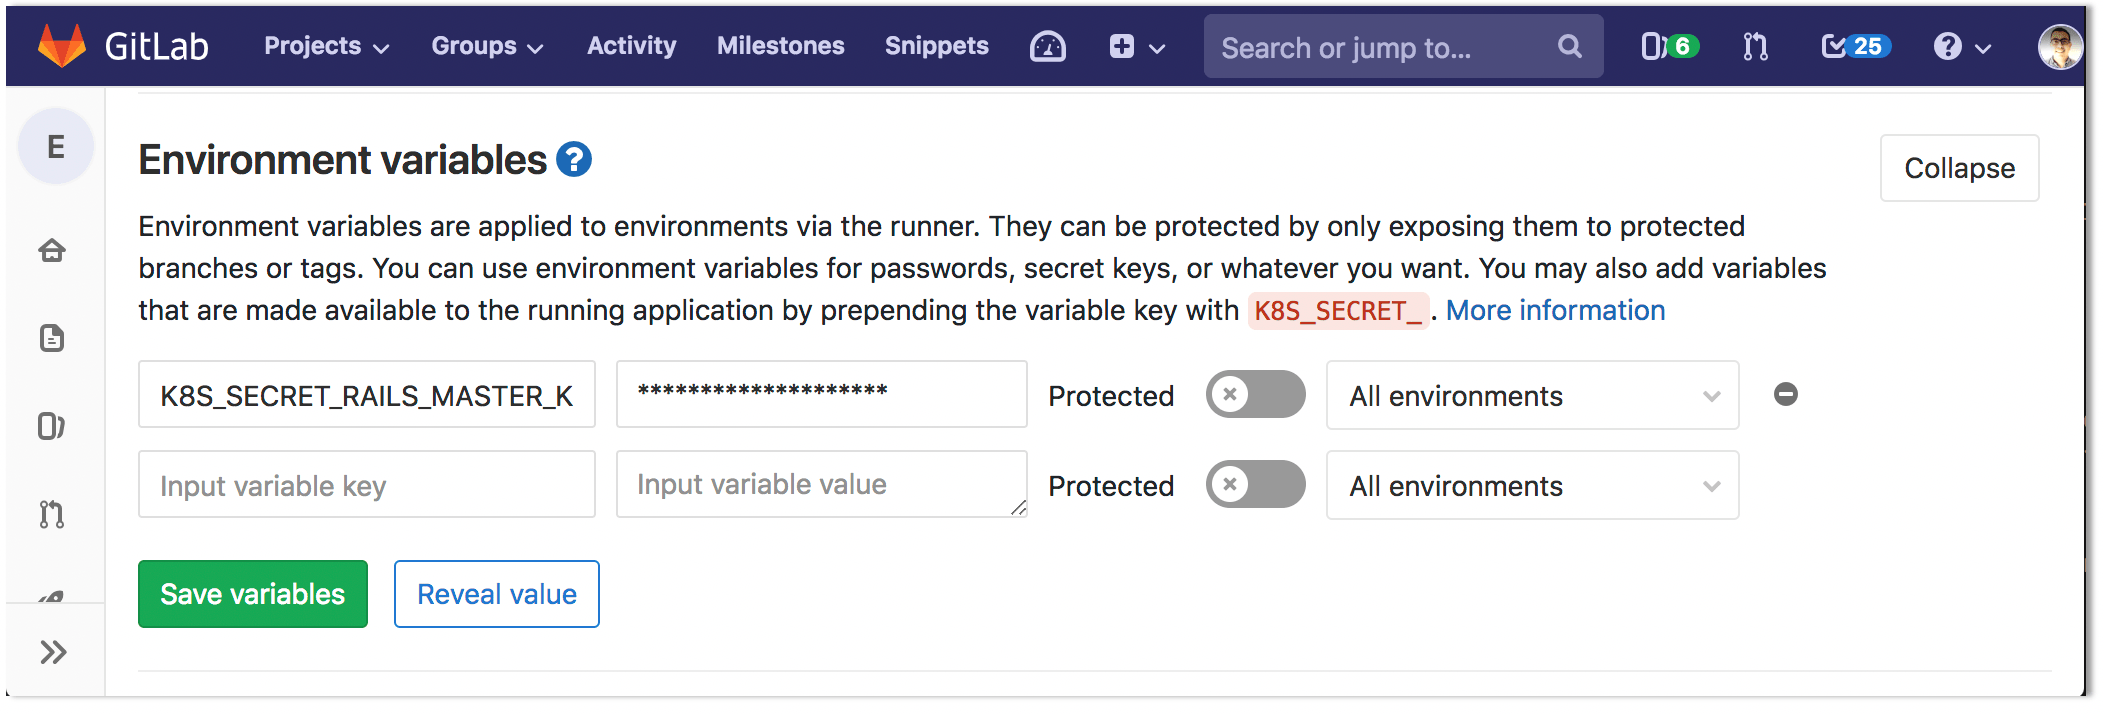 GitLab Projects Groups Activity Milestones Snippets Search or jump to... 6 25
E
Environment variables
Collapse
Environment variables are applied to environments via the runner. They can be protected by only exposing them to protected
branches or tags. You can use environment variables for passwords, secret keys, or whatever you want. You may also add variables
that are made available to the running application by prepending the variable key with K8S_SECRET_. More information
K8S_SECRET_RAILS_MASTER_K ******************** Protected All environments
Input variable key Input variable value Protected All environments
Save variables Reveal value